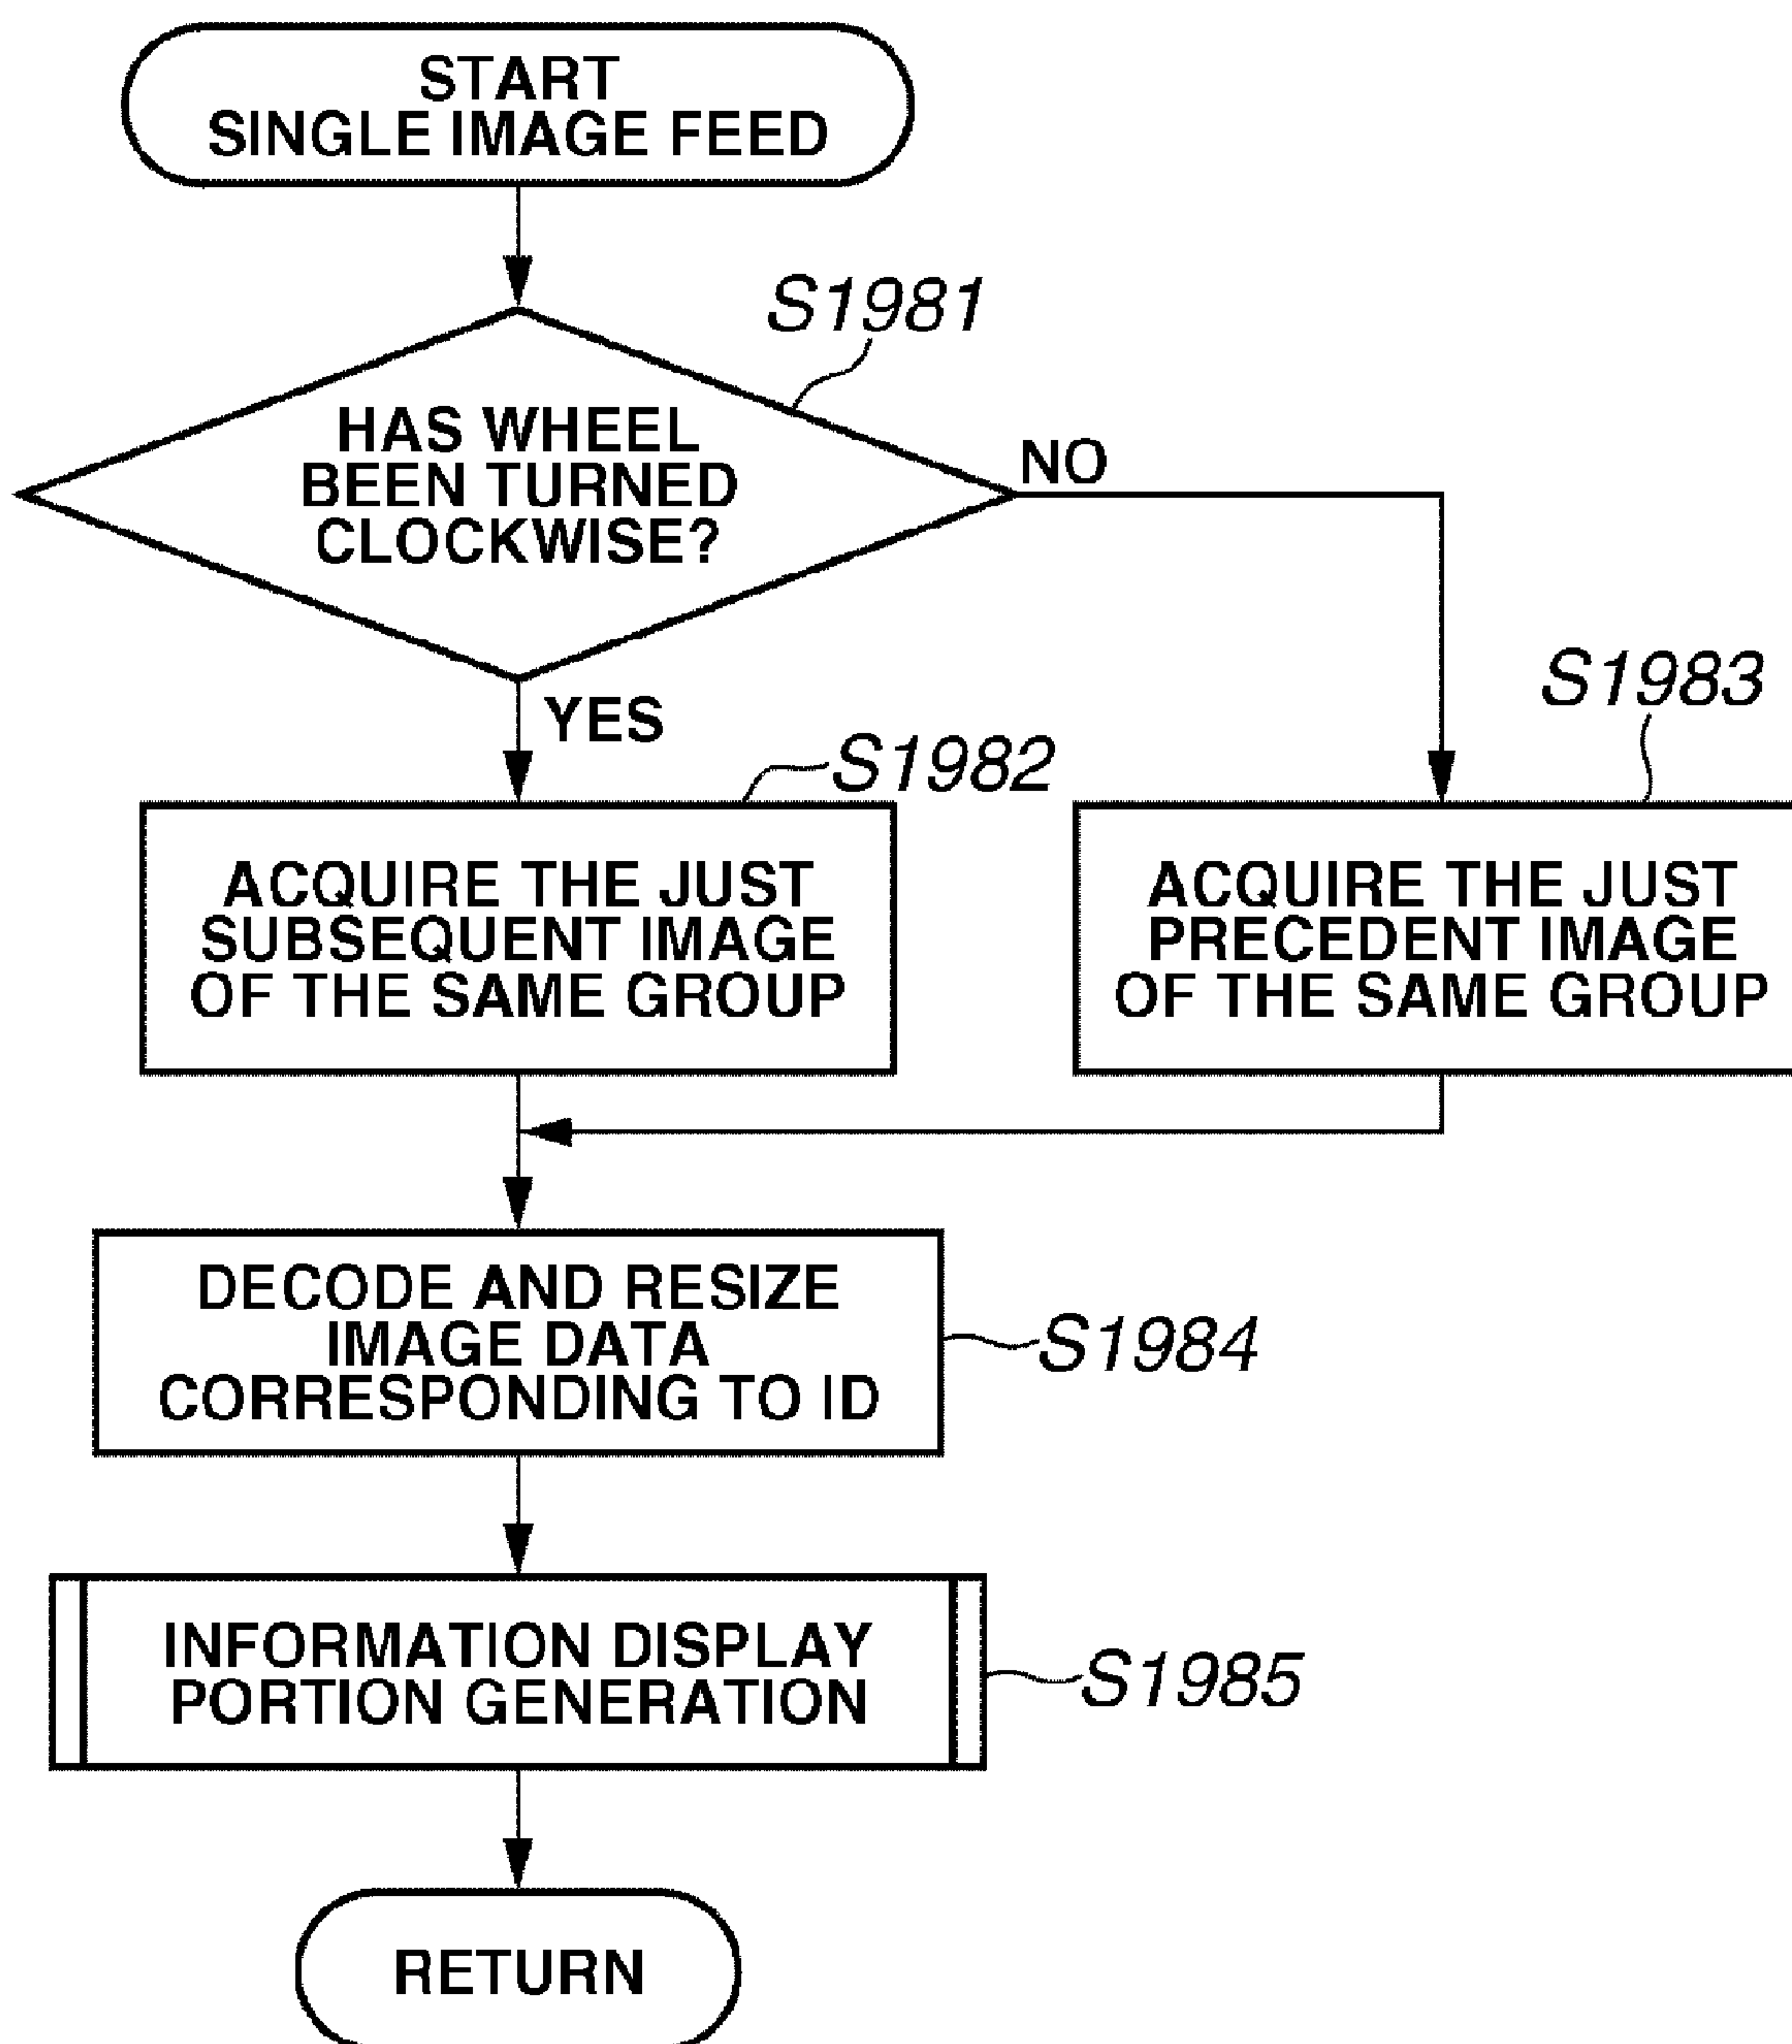 START
SINGLE IMAGE FEED
S1981
HAS WHEEL
BEEN TURNED
CLOCKWISE?
NO
YES
S1982
S1983
ACQUIRE THE JUST
SUBSEQUENT IMAGE
OF THE SAME GROUP
ACQUIRE THE JUST
PRECEDENT IMAGE
OF THE SAME GROUP
DECODE AND RESIZE
IMAGE DATA
CORRESPONDING TO ID
S1984
INFORMATION DISPLAY
PORTION GENERATION
S1985
RETURN